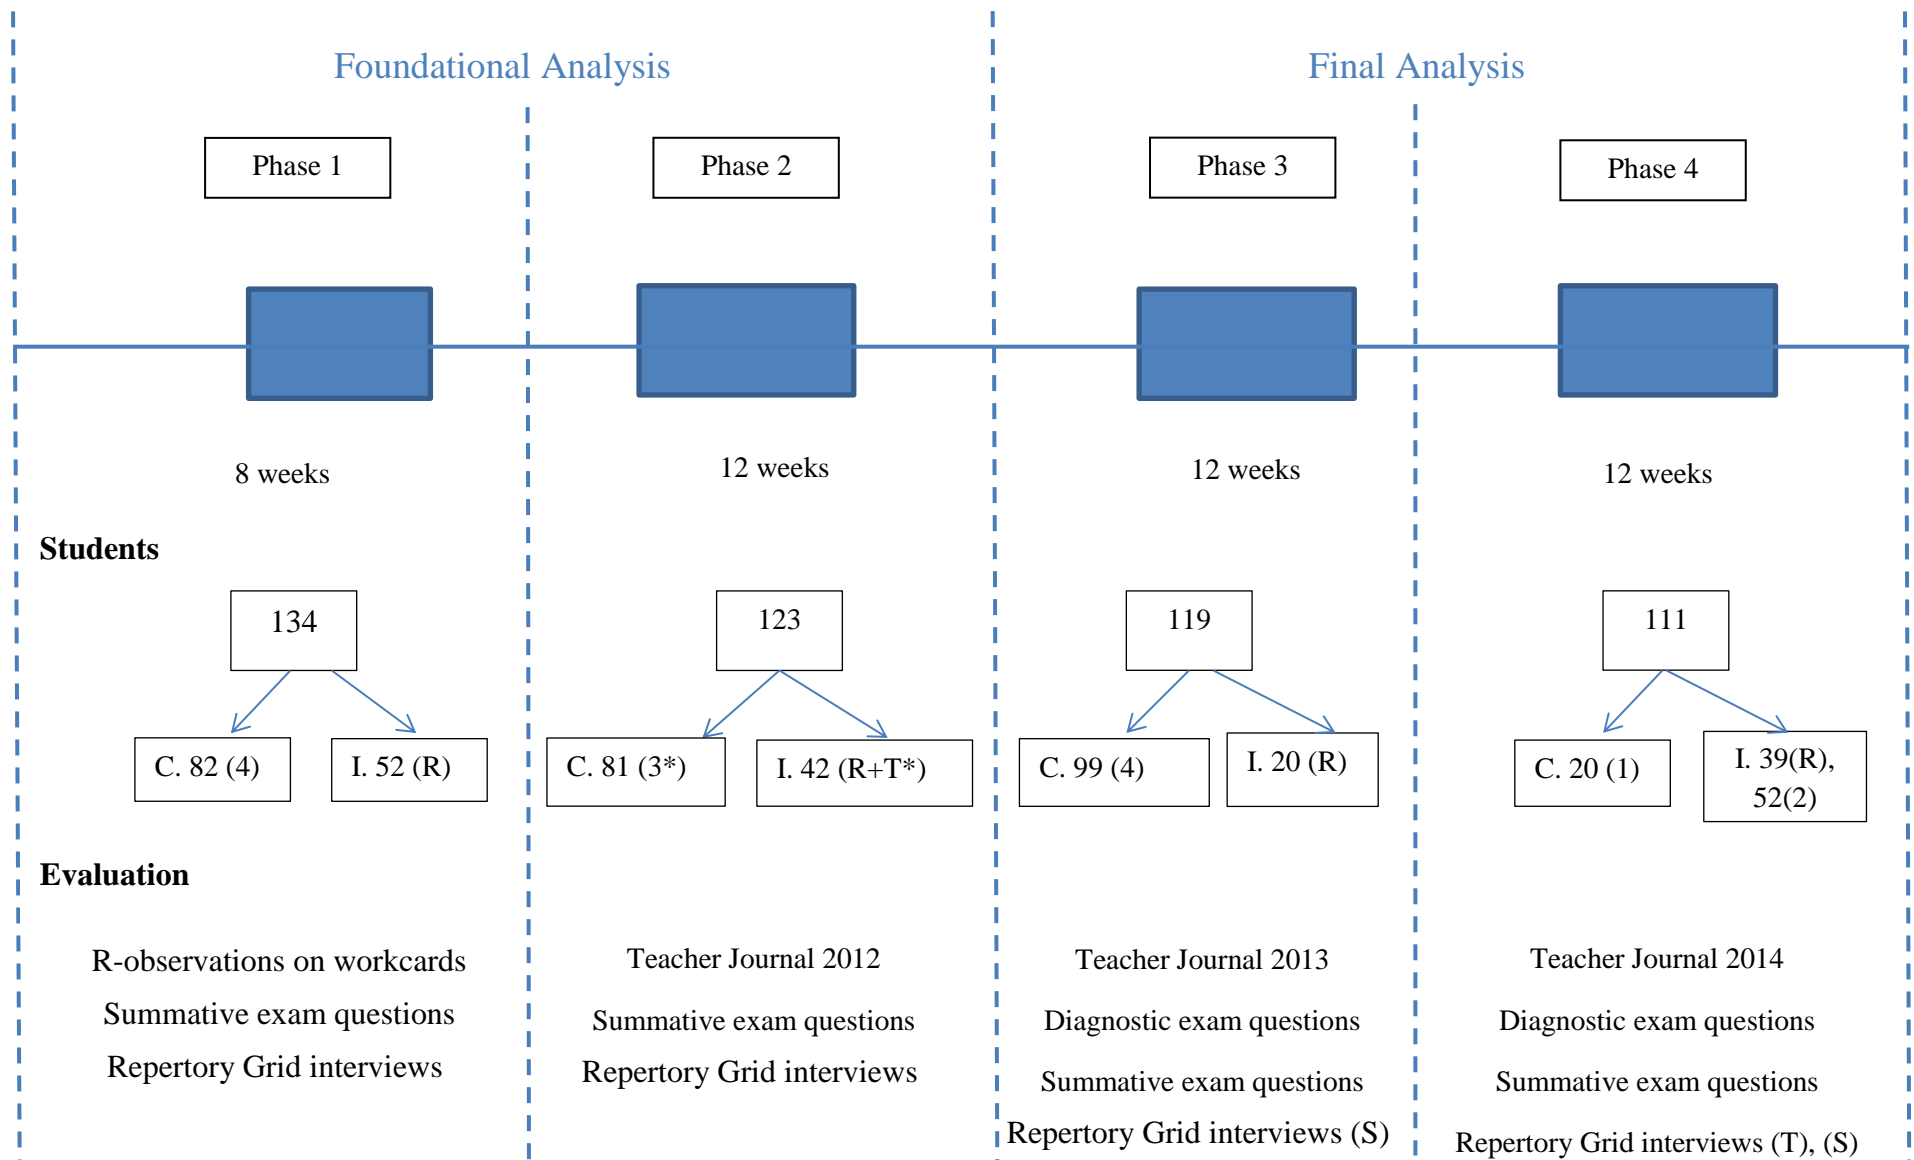 Foundational Analysis
Final Analysis
Phase 1
Phase 2
Phase 3
Phase 4
8 weeks
12 weeks
12 weeks
12 weeks
Students
134
123
119
111
C. 82 (4)
I. 52 (R)
C. 81 (3*)
I. 42 (R+T*)
C. 99 (4)
I. 20 (R)
C. 20 (1)
I. 39(R),
52(2)
Evaluation
R-observations on workcards
Summative exam questions
Repertory Grid interviews
Teacher Journal 2012
Summative exam questions
Repertory Grid interviews
Teacher Journal 2013
Diagnostic exam questions
Summative exam questions
Repertory Grid interviews (S)
Teacher Journal 2014
Diagnostic exam questions
Summative exam questions
Repertory Grid interviews (T), (S)